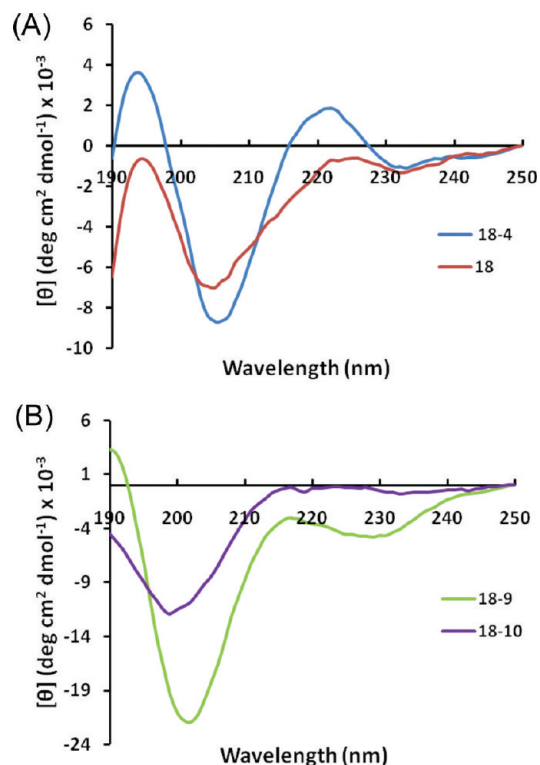 (A)
[θ] (deg cm² dmol⁻¹) x 10⁻³
6
4
2
0
-2
-4
-6
-8
-10
190 200 210 220 230 240 250
18-4
18
Wavelength (nm)
(B)
[θ] (deg cm² dmol⁻¹) x 10⁻³
6
1
-4
-9
-14
-19
-24
190 200 210 220 230 240 250
18-9
18-10
Wavelength (nm)